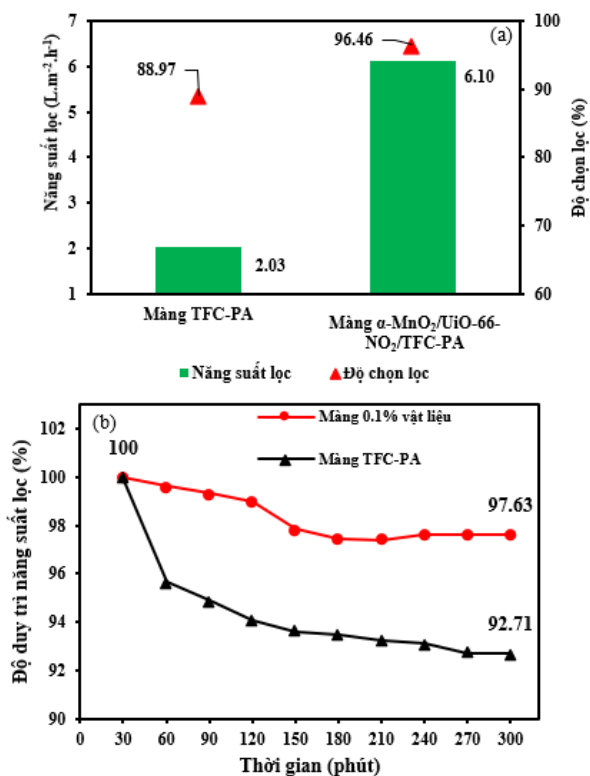 (a)
Năng suất lọc (L.m⁻².h⁻¹)
7
6
5
4
3
2
1
88.97
96.46
6.10
2.03
100
90
80
70
60
Độ chọn lọc (%)
Màng TFC-PA
Màng α-MnO₂/UiO-66-
NO₂/TFC-PA
Năng suất lọc
Độ chọn lọc
(b)
Màng 0.1% vật liệu
Màng TFC-PA
Độ duy trì năng suất lọc (%)
102
100
98
96
94
92
90
100
97.63
92.71
0 30 60 90 120 150 180 210 240 270 300
Thời gian (phút)